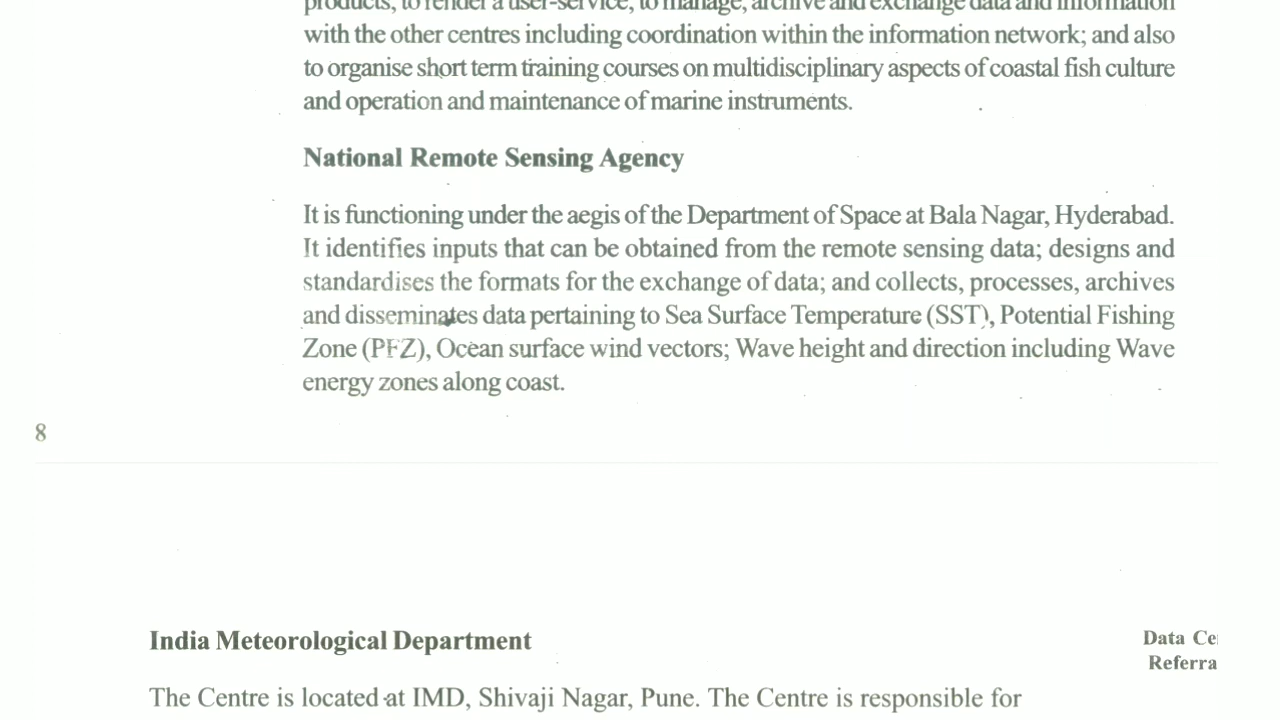 products, to render a user-service, to manage, archive and exchange data and information
with the other centres including coordination within the information network; and also
to organise short term training courses on multidisciplinary aspects of coastal fish culture
and operation and maintenance of marine instruments.
National Remote Sensing Agency
It is functioning under the aegis of the Department of Space at Bala Nagar, Hyderabad.
It identifies inputs that can be obtained from the remote sensing data; designs and
standardises the formats for the exchange of data; and collects, processes, archives
and disseminates data pertaining to Sea Surface Temperature (SST), Potential Fishing
Zone (PFZ), Ocean surface wind vectors; Wave height and direction including Wave
energy zones along coast.
8
India Meteorological Department
Data
The Centre is located at IMD, Shivaji Nagar, Pune. The Centre is responsible for